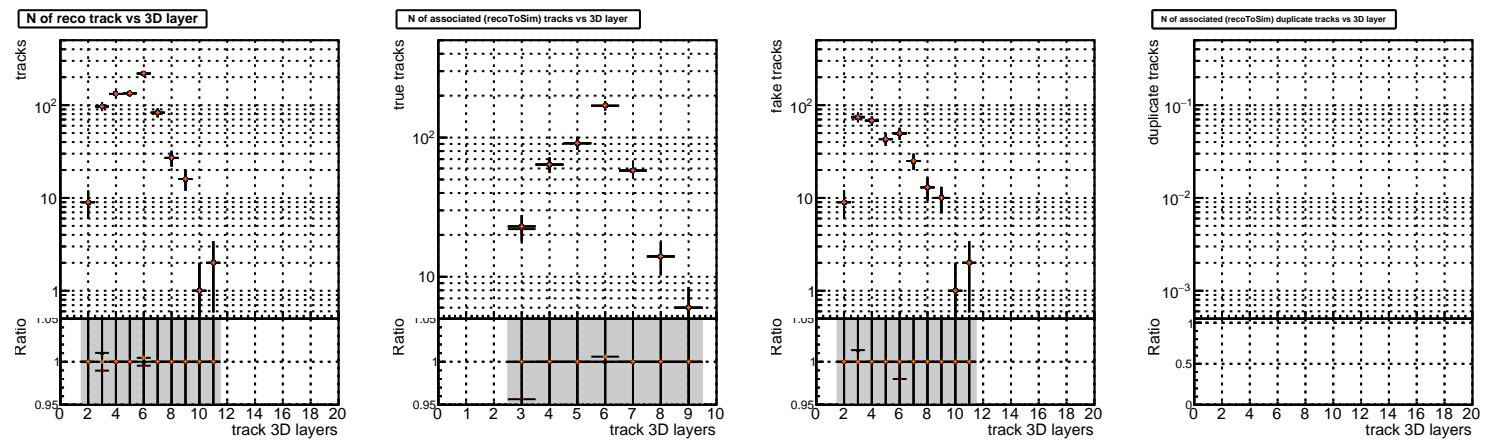 N of reco track vs 3D layer
tracks
10²
10
1
Ratio
1.05
1
0.95
0 2 4 6 8 10 12 14 16 18 20
track 3D layers
N of associated (recoToSim) tracks vs 3D layer
true tracks
10²
10
Ratio
1.05
1
0.95
0 1 2 3 4 5 6 7 8 9 10
track 3D layers
fake tracks
10²
10
1
Ratio
1.05
1
0.95
0 2 4 6 8 10 12 14 16 18 20
track 3D layers
N of associated (recoToSim) duplicate tracks vs 3D layer
duplicate tracks
10⁻¹
10⁻²
10⁻³
Ratio
1
0.5
0
0 2 4 6 8 10 12 14 16 18 20
track 3D layers